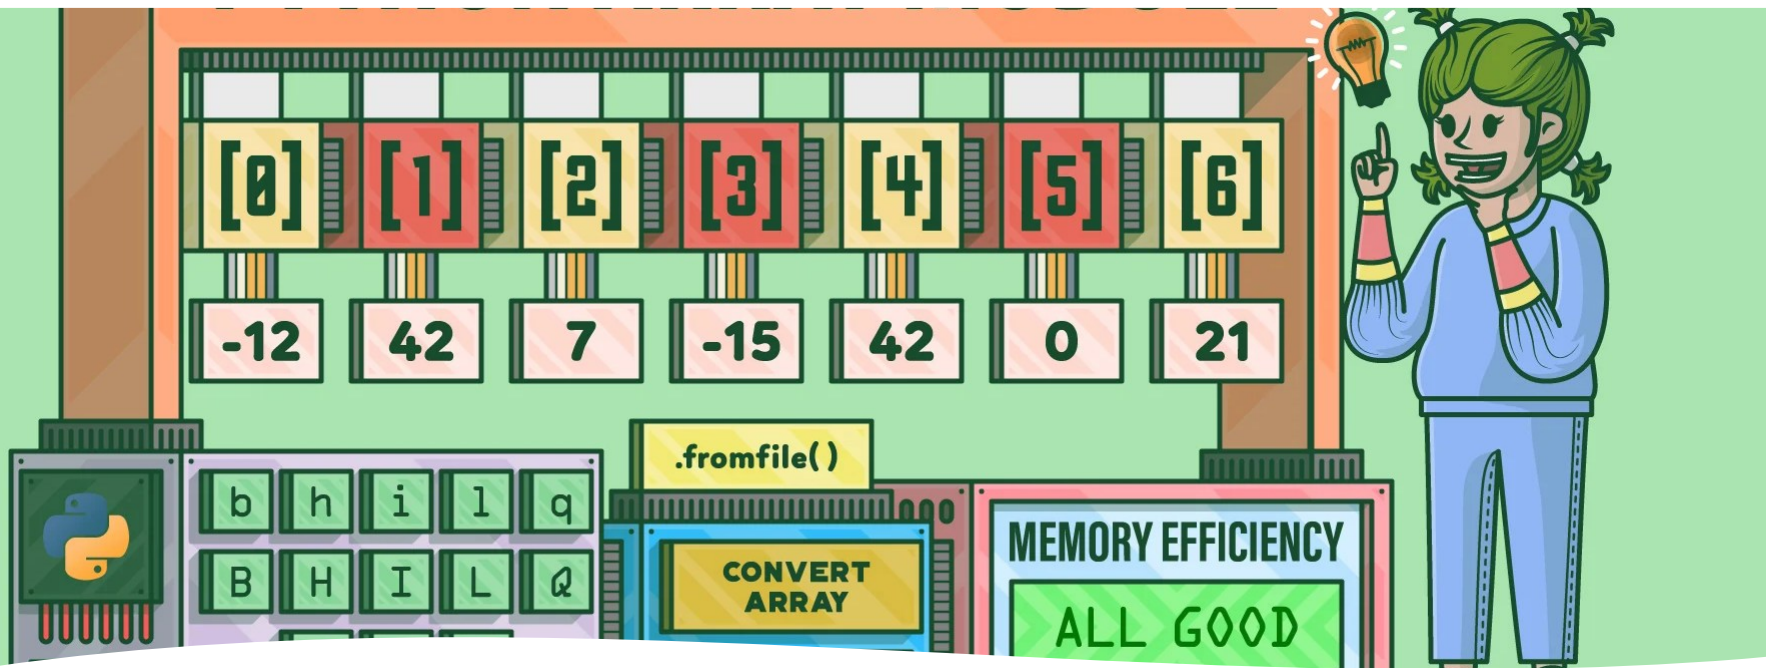 [0] [1] [2] [3] [4] [5] [6]
-12 42 7 -15 42 0 21
.fromfile()
b h i l q
B H I L Q
MEMORY EFFICIENCY
CONVERT
ARRAY
ALL GOOD